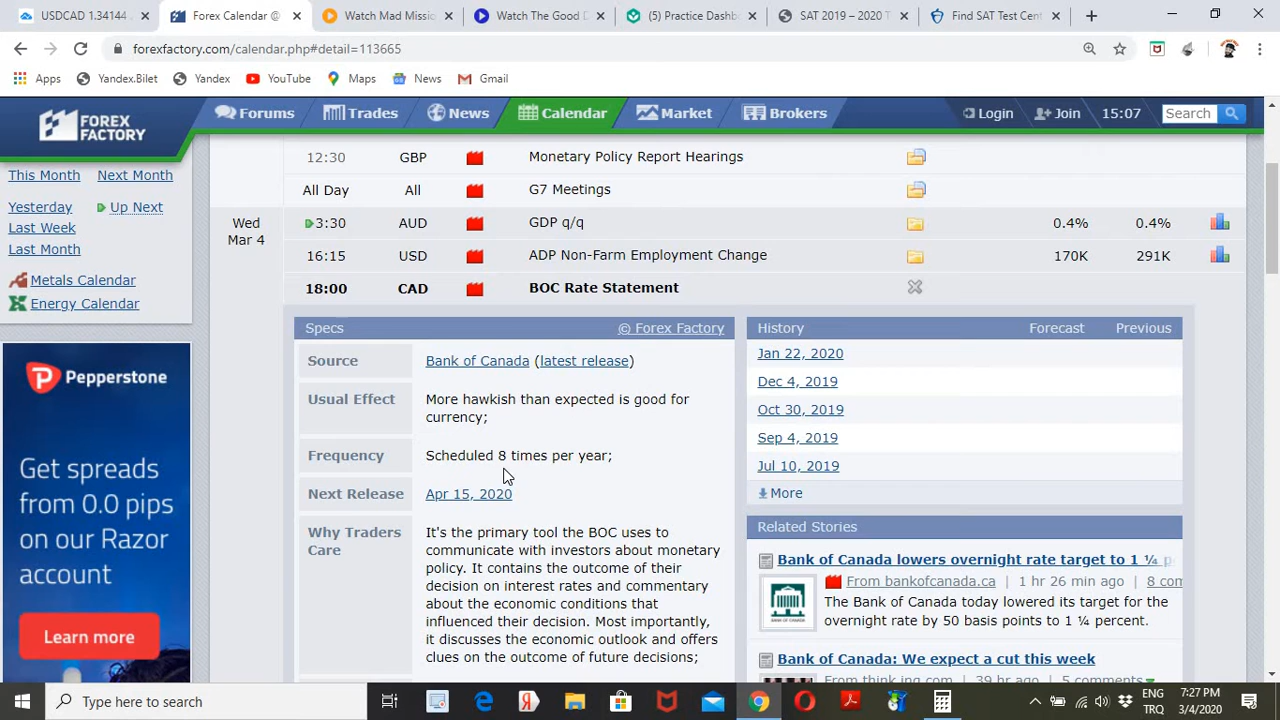 USDCAD 1.34144
Forex Calendar @
Watch Mad Missi
Watch The Good D
(5) Practice Dashb
SAT 2019 – 2020 T
Find SAT Test Cent
forexfactory.com/calendar.php#detail=113665
Apps
Yandex.Bilet
Yandex
YouTube
Maps
News
Gmail
FOREX
FACTORY
Forums
Trades
News
Calendar
Market
Brokers
Login
Join
15:07
Search
This Month Next Month
Yesterday Up Next
Last Week
Last Month
Metals Calendar
Energy Calendar
12:30 GBP Monetary Policy Report Hearings
All Day All G7 Meetings
Wed
Mar 4
3:30 AUD GDP q/q 0.4% 0.4%
16:15 USD ADP Non-Farm Employment Change 170K 291K
18:00 CAD BOC Rate Statement
Specs © Forex Factory
Source Bank of Canada (latest release)
Usual Effect More hawkish than expected is good for
currency;
Frequency Scheduled 8 times per year;
Next Release Apr 15, 2020
Why Traders
Care
It's the primary tool the BOC uses to
communicate with investors about monetary
policy. It contains the outcome of their
decision on interest rates and commentary
about the economic conditions that
influenced their decision. Most importantly,
it discusses the economic outlook and offers
clues on the outcome of future decisions;
History Forecast Previous
Jan 22, 2020
Dec 4, 2019
Oct 30, 2019
Sep 4, 2019
Jul 10, 2019
More
Related Stories
Bank of Canada lowers overnight rate target to 1 ¼ p
From bankofcanada.ca | 1 hr 26 min ago | 8 com
The Bank of Canada today lowered its target for the
overnight rate by 50 basis points to 1 ¼ percent.
Bank of Canada: We expect a cut this week
From think.ing.com | 39 hr ago | 5 comments
Pepperstone
Get spreads
from 0.0 pips
on our Razor
account
Learn more
Type here to search
ENG
TRQ
7:27 PM
3/4/2020